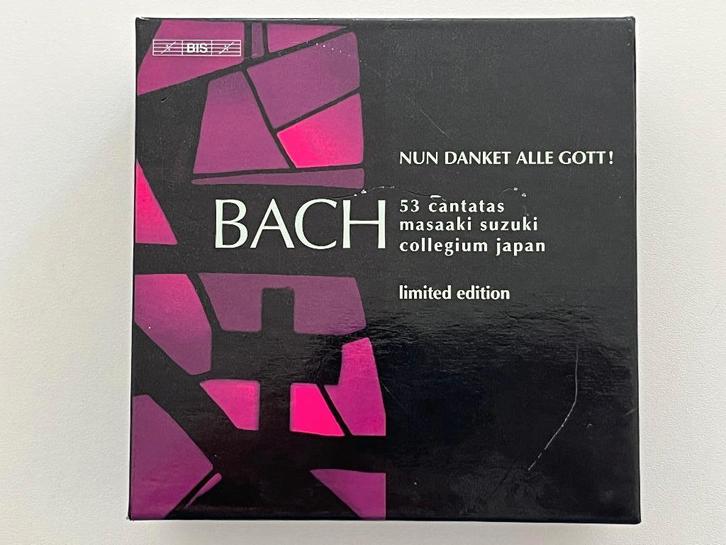 BIS
NUN DANKET ALLE GOTT!
BACH
53 cantatas
masaaki suzuki
collegium japan
limited edition